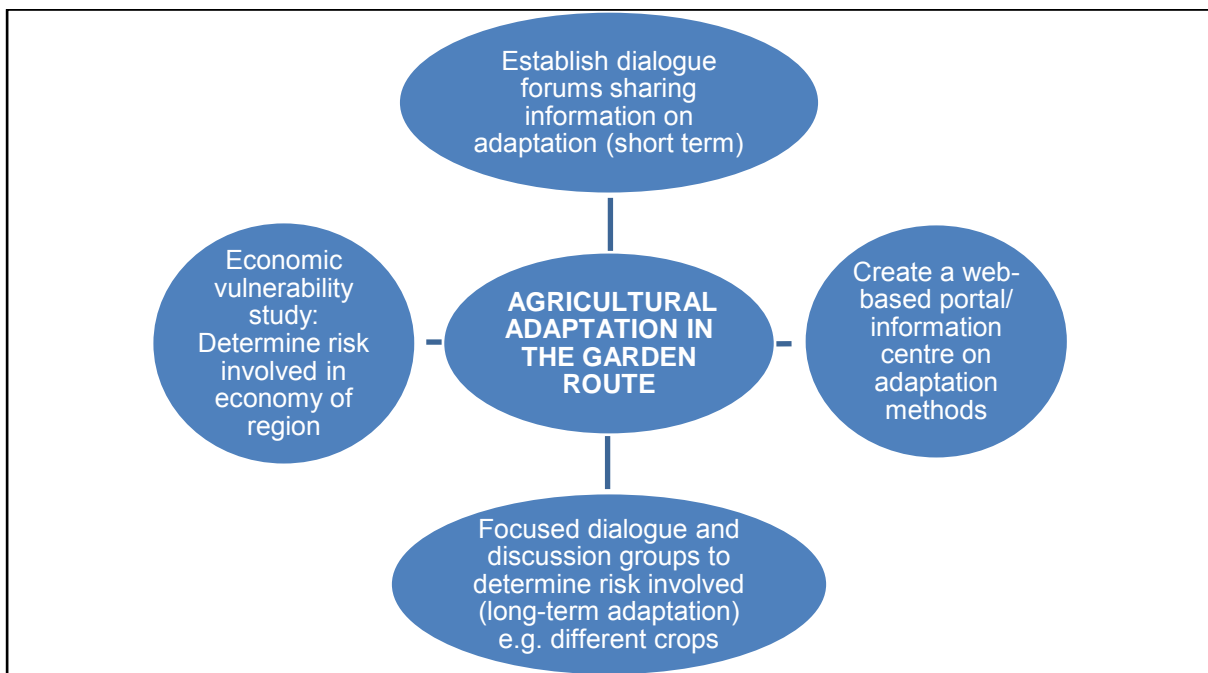 Establish dialogue
forums sharing
information on
adaptation (short term)
Economic
vulnerability
study:
Determine risk
involved in
economy of
region
AGRICULTURAL
ADAPTATION IN
THE GARDEN
ROUTE
Create a web-
based portal/
information
centre on
adaptation
methods
Focused dialogue and
discussion groups to
determine risk involved
(long-term adaptation)
e.g. different crops